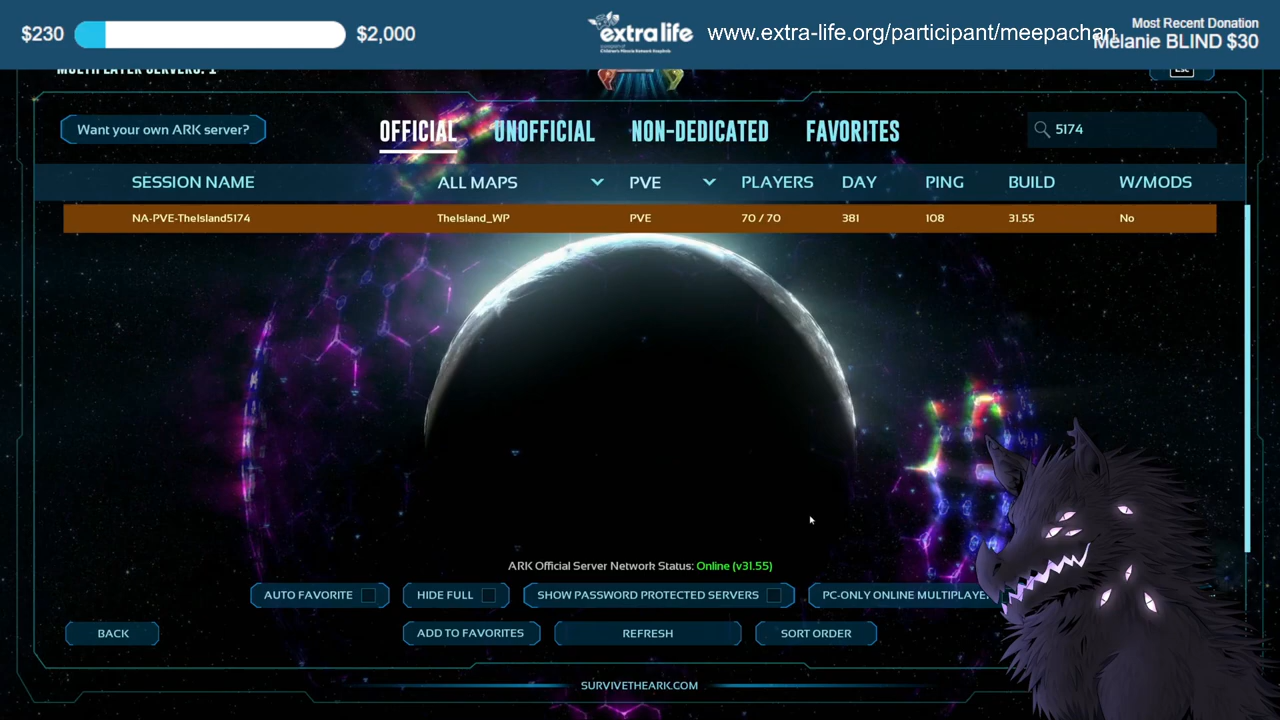 $230
$2,000
extralife
www.extra-life.org/participant/meepachan
Most Recent Donation
Melanie BLIND $30
MULTIPLAYER SERVERS: 1
ESC
Want your own ARK server?
OFFICIAL
UNOFFICIAL
NON-DEDICATED
FAVORITES
5174
SESSION NAME
ALL MAPS
PVE
PLAYERS
DAY
PING
BUILD
W/MODS
NA-PVE-TheIsland5174
TheIsland_WP
PVE
70 / 70
381
108
31.55
No
ARK Official Server Network Status: Online (v31.55)
AUTO FAVORITE
HIDE FULL
SHOW PASSWORD PROTECTED SERVERS
PC-ONLY ONLINE MULTIPLAYE
BACK
ADD TO FAVORITES
REFRESH
SORT ORDER
SURVIVETHEARK.COM